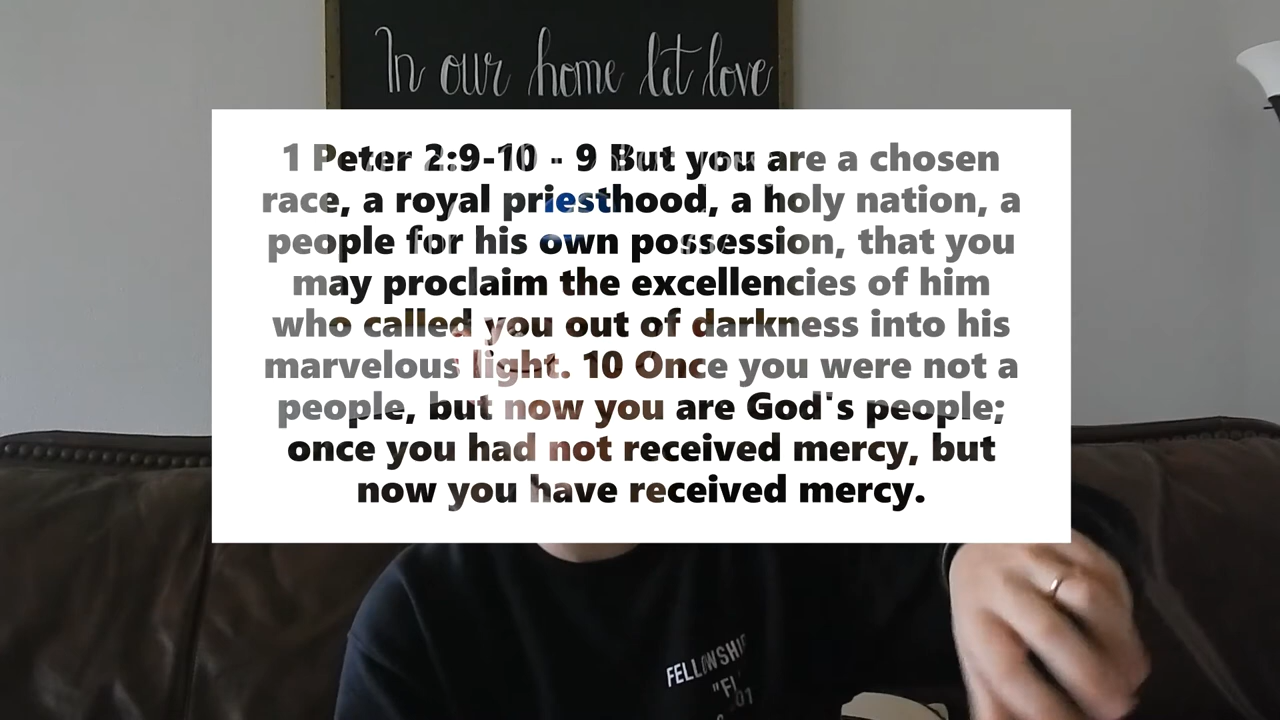 In our home let love
1 Peter 2:9-10 - 9 But you are a chosen
race, a royal priesthood, a holy nation, a
people for his own possession, that you
may proclaim the excellencies of him
who called you out of darkness into his
marvelous light. 10 Once you were not a
people, but now you are God's people;
once you had not received mercy, but
now you have received mercy.
FELLOWSHIP